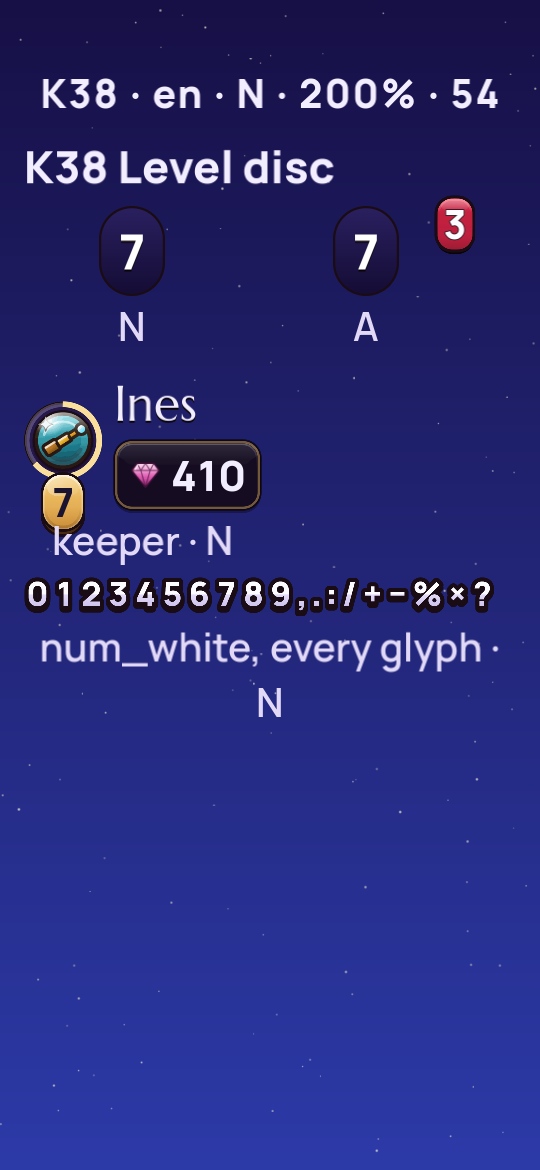 K38 · en · N · 200% · 54
K38 Level disc
7 7 3
N A
Ines
410
7
keeper · N
0123456789,.:/+−%×?
num_white, every glyph ·
N